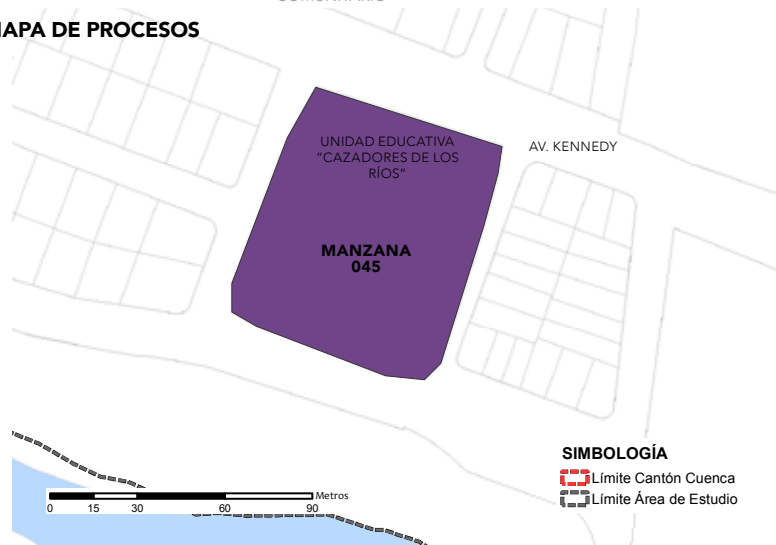 MAPA DE PROCESOS
UNIDAD EDUCATIVA
"CAZADORES DE LOS
RÍOS"
AV. KENNEDY
MANZANA
045
SIMBOLOGÍA
Límite Cantón Cuenca
Límite Área de Estudio
Metros
0 15 30 60 90